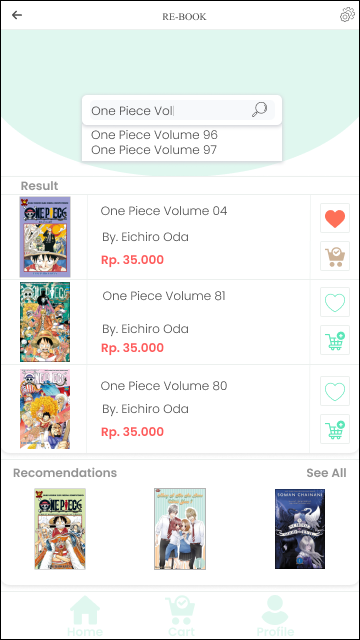 RE-BOOK
One Piece Vol
One Piece Volume 96
One Piece Volume 97
Result
ONE PIECE
One Piece Volume 04
By. Eichiro Oda
Rp. 35.000
ONE PIECE
One Piece Volume 81
By. Eichiro Oda
Rp. 35.000
One Piece Volume 80
By. Eichiro Oda
Rp. 35.000
Recomendations
See All
ONE PIECE
SOMAN CHAINANI
Home
Cart
Profile